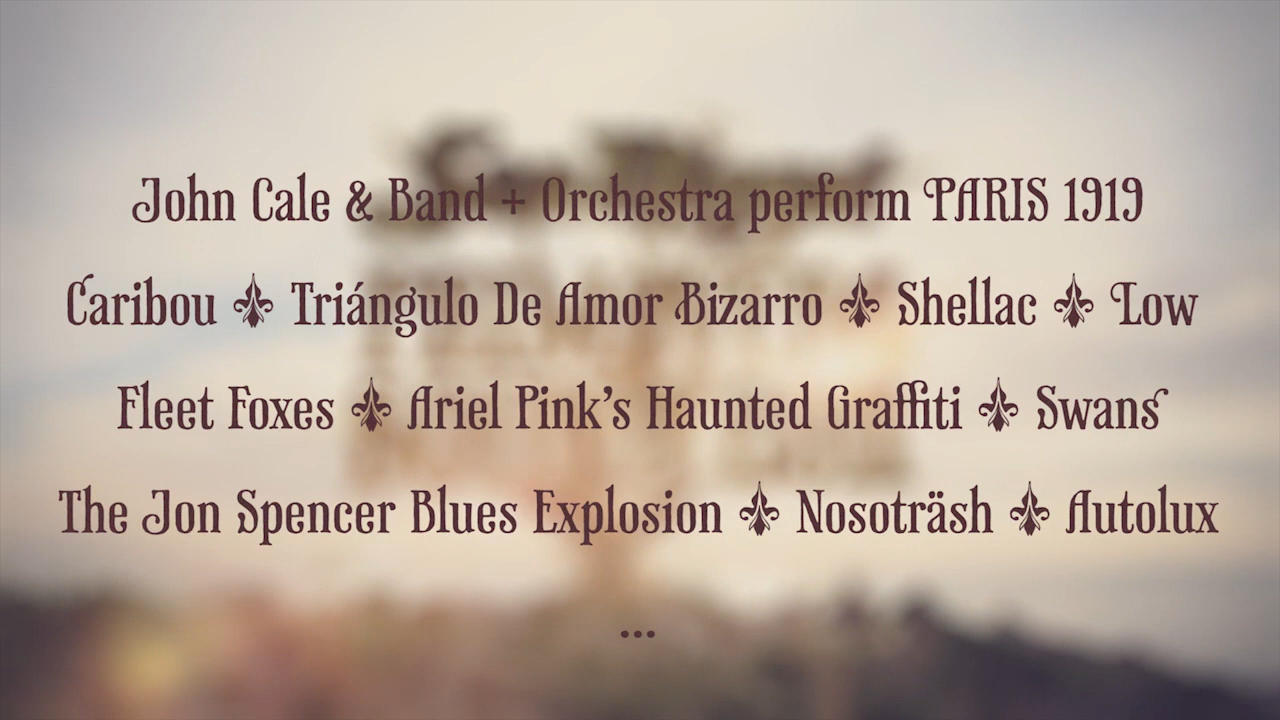 John Cale & Band + Orchestra perform PARIS 1919
Caribou ⚜ Triángulo De Amor Bizarro ⚜ Shellac ⚜ Low
Fleet Foxes ⚜ Ariel Pink’s Haunted Graffiti ⚜ Swans
The Jon Spencer Blues Explosion ⚜ Nosoträsh ⚜ Autolux
...